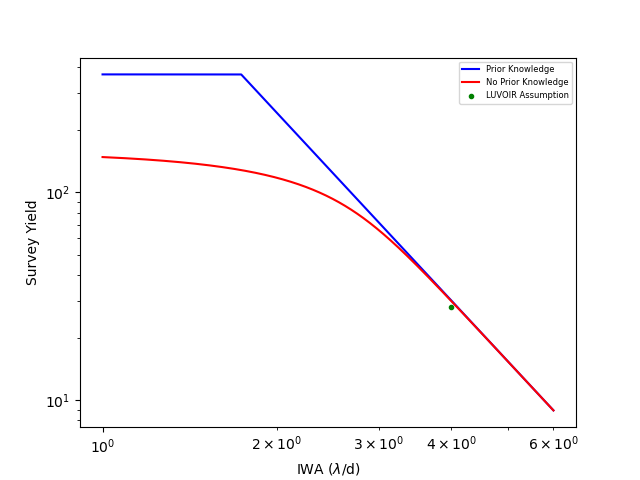 Prior Knowledge
No Prior Knowledge
LUVOIR Assumption
Survey Yield
10²
10¹
10⁰
2 × 10⁰
3 × 10⁰
4 × 10⁰
6 × 10⁰
IWA (λ/d)